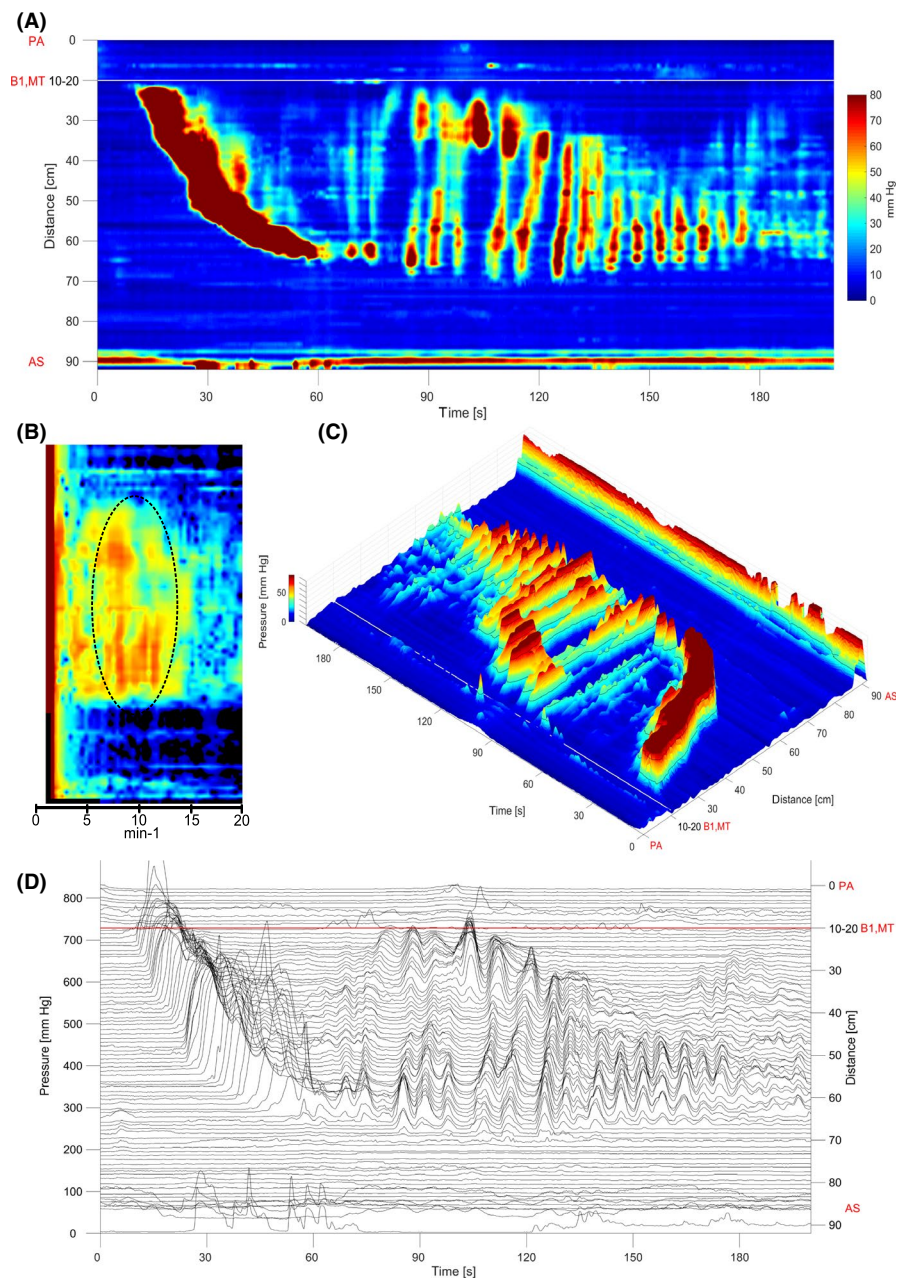 (A)
PA
0
B1,MT 10-20
30
40
50
60
70
80
AS 90
Distance [cm]
0 30 60 90 120 150 180
Time [s]
80
70
60
50
40
30
20
10
0
mm Hg
(B)
0 5 10 15 20
min-1
(C)
Pressure [mm Hg]
50
0
180
150
120
90
60
30
0
Time [s]
PA
10-20 B1,MT
30
40
50
60
70
80
90 AS
Distance [cm]
(D)
800
700
600
500
400
300
200
100
0
Pressure [mm Hg]
0 PA
10-20 B1,MT
30
40
50
60
70
80
AS
90
Distance [cm]
0 30 60 90 120 150 180
Time [s]